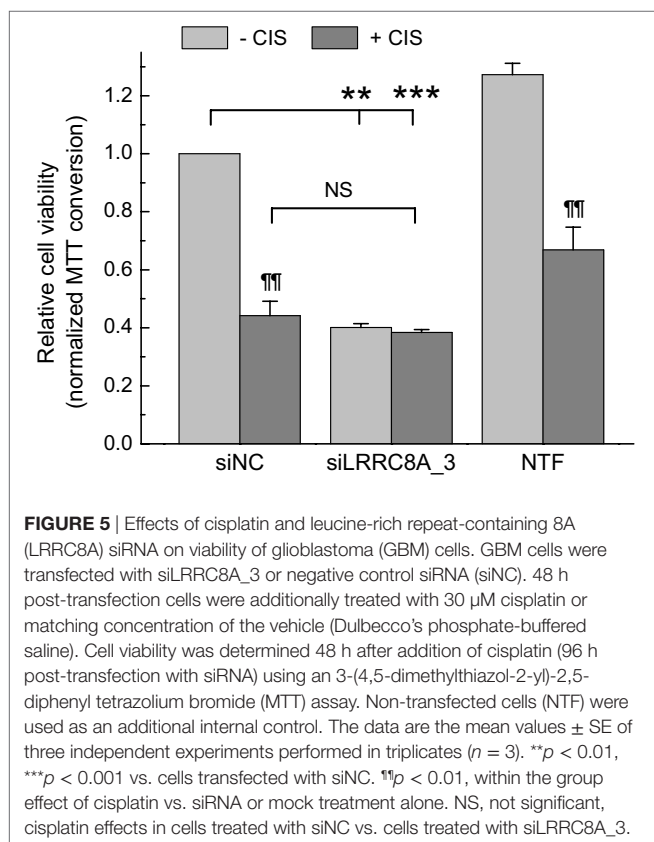 - CIS
+ CIS
** ***
NS
¶¶
¶¶
Relative cell viability
(normalized MTT conversion)
1.2
1.0
0.8
0.6
0.4
0.2
0.0
siNC siLRRC8A_3 NTF
FIGURE 5 | Effects of cisplatin and leucine-rich repeat-containing 8A
(LRRC8A) siRNA on viability of glioblastoma (GBM) cells. GBM cells were
transfected with siLRRC8A_3 or negative control siRNA (siNC). 48 h
post-transfection cells were additionally treated with 30 µM cisplatin or
matching concentration of the vehicle (Dulbecco's phosphate-buffered
saline). Cell viability was determined 48 h after addition of cisplatin (96 h
post-transfection with siRNA) using an 3-(4,5-dimethylthiazol-2-yl)-2,5-
diphenyl tetrazolium bromide (MTT) assay. Non-transfected cells (NTF) were
used as an additional internal control. The data are the mean values ± SE of
three independent experiments performed in triplicates (n = 3). **p < 0.01,
***p < 0.001 vs. cells transfected with siNC. ¶¶p < 0.01, within the group
effect of cisplatin vs. siRNA or mock treatment alone. NS, not significant,
cisplatin effects in cells treated with siNC vs. cells treated with siLRRC8A_3.